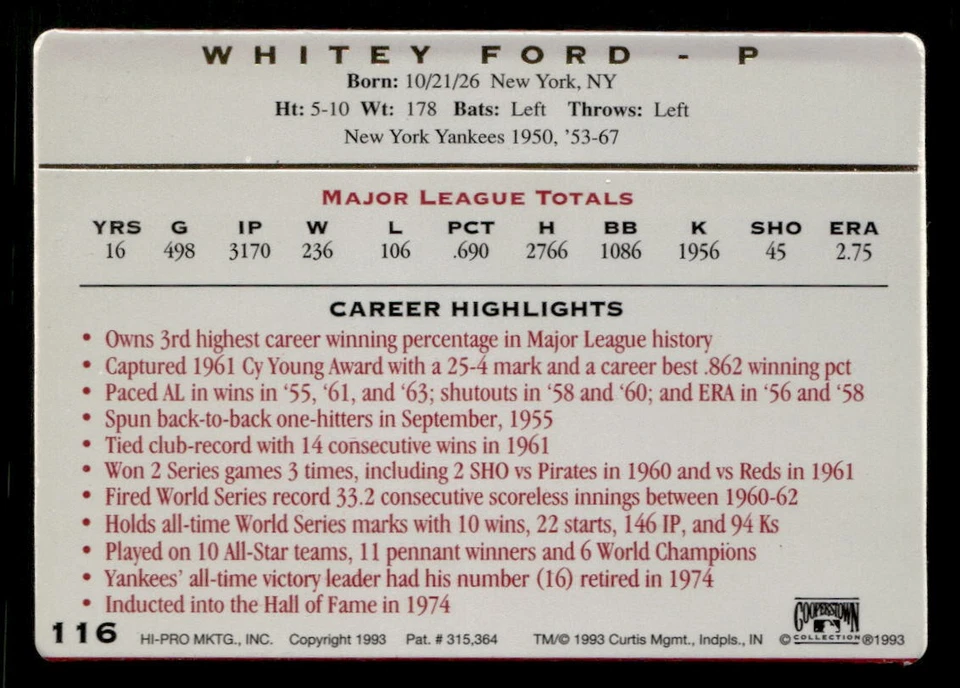 WHITEY FORD - P
Born: 10/21/26 New York, NY
Ht: 5-10 Wt: 178 Bats: Left Throws: Left
New York Yankees 1950, '53-67
MAJOR LEAGUE TOTALS
YRS G IP W L PCT H BB K SHO ERA
16 498 3170 236 106 .690 2766 1086 1956 45 2.75
CAREER HIGHLIGHTS
• Owns 3rd highest career winning percentage in Major League history
• Captured 1961 Cy Young Award with a 25-4 mark and a career best .862 winning pct
• Paced AL in wins in ‘55, ‘61, and ‘63; shutouts in ‘58 and ‘60; and ERA in ‘56 and ‘58
• Spun back-to-back one-hitters in September, 1955
• Tied club-record with 14 consecutive wins in 1961
• Won 2 Series games 3 times, including 2 SHO vs Pirates in 1960 and vs Reds in 1961
• Fired World Series record 33.2 consecutive scoreless innings between 1960-62
• Holds all-time World Series marks with 10 wins, 22 starts, 146 IP, and 94 Ks
• Played on 10 All-Star teams, 11 pennant winners and 6 World Champions
• Yankees' all-time victory leader had his number (16) retired in 1974
• Inducted into the Hall of Fame in 1974
COOPERSTOWN
116 HI-PRO MKTG., INC. Copyright 1993 Pat. # 315,364 TM/© 1993 Curtis Mgmt., Indpls., IN © COLLECTION ®1993